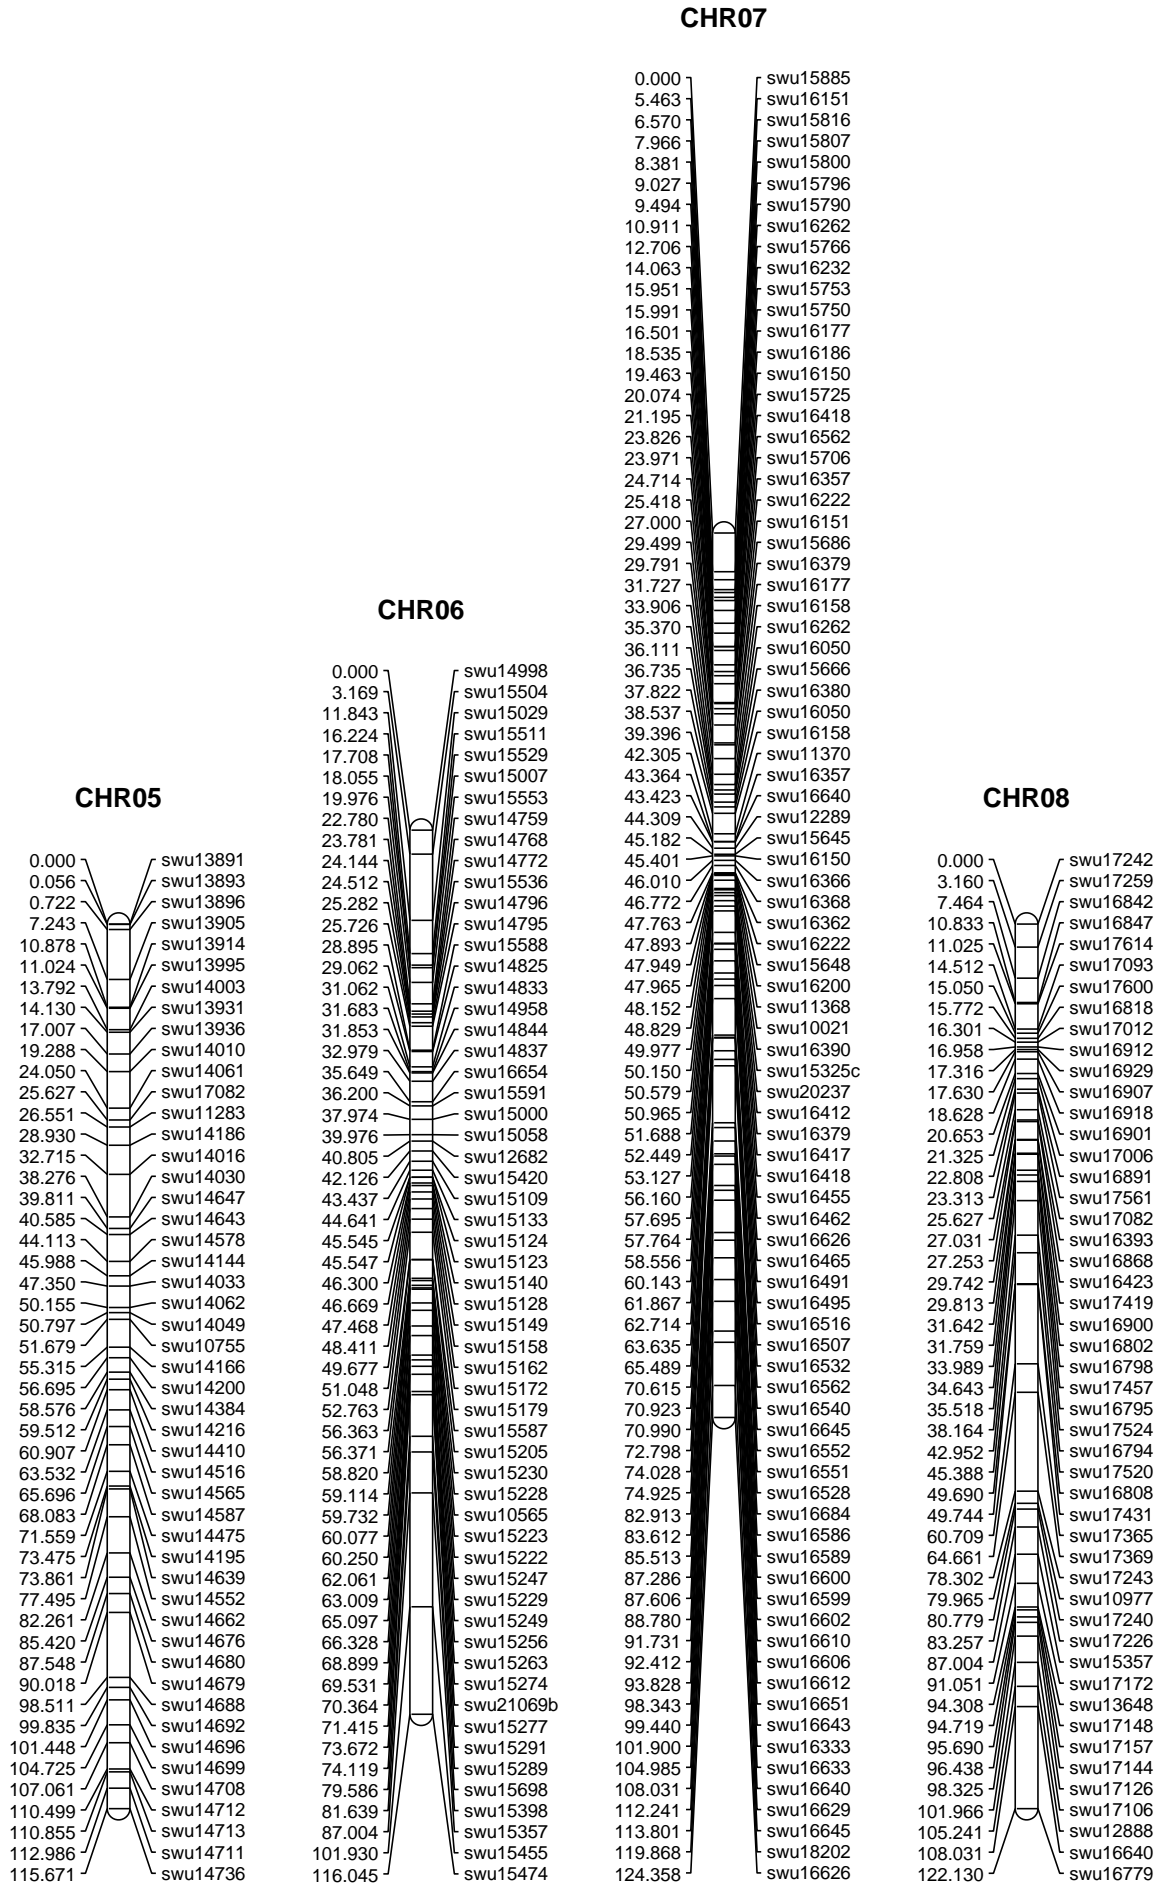 CHR05
0.000 swu13891
0.056 swu13893
0.722 swu13896
7.243 swu13905
10.878 swu13914
11.024 swu13995
13.792 swu14003
14.130 swu13931
17.007 swu13936
19.288 swu14010
24.050 swu14061
25.627 swu17082
26.551 swu11283
28.930 swu14186
32.715 swu14016
38.276 swu14030
39.811 swu14647
40.585 swu14643
44.113 swu14578
45.988 swu14144
47.350 swu14033
50.155 swu14062
50.797 swu14049
51.679 swu10755
55.315 swu14166
56.695 swu14200
58.576 swu14384
59.512 swu14216
60.907 swu14410
63.532 swu14516
65.696 swu14565
68.083 swu14587
71.559 swu14475
73.475 swu14195
73.861 swu14639
77.495 swu14552
82.261 swu14662
85.420 swu14676
87.548 swu14680
90.018 swu14679
98.511 swu14688
99.835 swu14692
101.448 swu14696
104.725 swu14699
107.061 swu14708
110.499 swu14712
110.855 swu14713
112.986 swu14711
115.671 swu14736
CHR06
0.000 swu14998
3.169 swu15504
11.843 swu15029
16.224 swu15511
17.708 swu15529
18.055 swu15007
19.976 swu15553
22.780 swu14759
23.781 swu14768
24.144 swu14772
24.512 swu15536
25.282 swu14796
25.726 swu14795
28.895 swu15588
29.062 swu14825
31.062 swu14833
31.683 swu14958
31.853 swu14844
32.979 swu14837
35.649 swu16654
36.200 swu15591
37.974 swu15000
39.976 swu15058
40.805 swu12682
42.126 swu15420
43.437 swu15109
44.641 swu15133
45.545 swu15124
45.547 swu15123
46.300 swu15140
46.669 swu15128
47.468 swu15149
48.411 swu15158
49.677 swu15162
51.048 swu15172
52.763 swu15179
56.363 swu15587
56.371 swu15205
58.820 swu15230
59.114 swu15228
59.732 swu10565
60.077 swu15223
60.250 swu15222
62.061 swu15247
63.009 swu15229
65.097 swu15249
66.328 swu15256
68.899 swu15263
69.531 swu15274
70.364 swu21069b
71.415 swu15277
73.672 swu15291
74.119 swu15289
79.586 swu15698
81.639 swu15398
87.004 swu15357
101.930 swu15455
116.045 swu15474
CHR07
0.000 swu15885
5.463 swu16151
6.570 swu15816
7.966 swu15807
8.381 swu15800
9.027 swu15796
9.494 swu15790
10.911 swu16262
12.706 swu15766
14.063 swu16232
15.951 swu15753
15.991 swu15750
16.501 swu16177
18.535 swu16186
19.463 swu16150
20.074 swu15725
21.195 swu16418
23.826 swu16562
23.971 swu15706
24.714 swu16357
25.418 swu16222
27.000 swu16151
29.499 swu15686
29.791 swu16379
31.727 swu16177
33.906 swu16158
35.370 swu16262
36.111 swu16050
36.735 swu15666
37.822 swu16380
38.537 swu16050
39.396 swu16158
42.305 swu11370
43.364 swu16357
43.423 swu16640
44.309 swu12289
45.182 swu15645
45.401 swu16150
46.010 swu16366
46.772 swu16368
47.763 swu16362
47.893 swu16222
47.949 swu15648
47.965 swu16200
48.152 swu11368
48.829 swu10021
49.977 swu16390
50.150 swu15325c
50.579 swu20237
50.965 swu16412
51.688 swu16379
52.449 swu16417
53.127 swu16418
56.160 swu16455
57.695 swu16462
57.764 swu16626
58.556 swu16465
60.143 swu16491
61.867 swu16495
62.714 swu16516
63.635 swu16507
65.489 swu16532
70.615 swu16562
70.923 swu16540
70.990 swu16645
72.798 swu16552
74.028 swu16551
74.925 swu16528
82.913 swu16684
83.612 swu16586
85.513 swu16589
87.286 swu16600
87.606 swu16599
88.780 swu16602
91.731 swu16610
92.412 swu16606
93.828 swu16612
98.343 swu16651
99.440 swu16643
101.900 swu16333
104.985 swu16633
108.031 swu16640
112.241 swu16629
113.801 swu16645
119.868 swu18202
124.358 swu16626
CHR08
0.000 swu17242
3.160 swu17259
7.464 swu16842
10.833 swu16847
11.025 swu17614
14.512 swu17093
15.050 swu17600
15.772 swu16818
16.301 swu17012
16.958 swu16912
17.316 swu16929
17.630 swu16907
18.628 swu16918
20.653 swu16901
21.325 swu17006
22.808 swu16891
23.313 swu17561
25.627 swu17082
27.031 swu16393
27.253 swu16868
29.742 swu16423
29.813 swu17419
31.642 swu16900
31.759 swu16802
33.989 swu16798
34.643 swu17457
35.518 swu16795
38.164 swu17524
42.952 swu16794
45.388 swu17520
49.690 swu16808
49.744 swu17431
60.709 swu17365
64.661 swu17369
78.302 swu17243
79.965 swu10977
80.779 swu17240
83.257 swu17226
87.004 swu15357
91.051 swu17172
94.308 swu13648
94.719 swu17148
95.690 swu17157
96.438 swu17144
98.325 swu17126
101.966 swu17106
105.241 swu12888
108.031 swu16640
122.130 swu16779